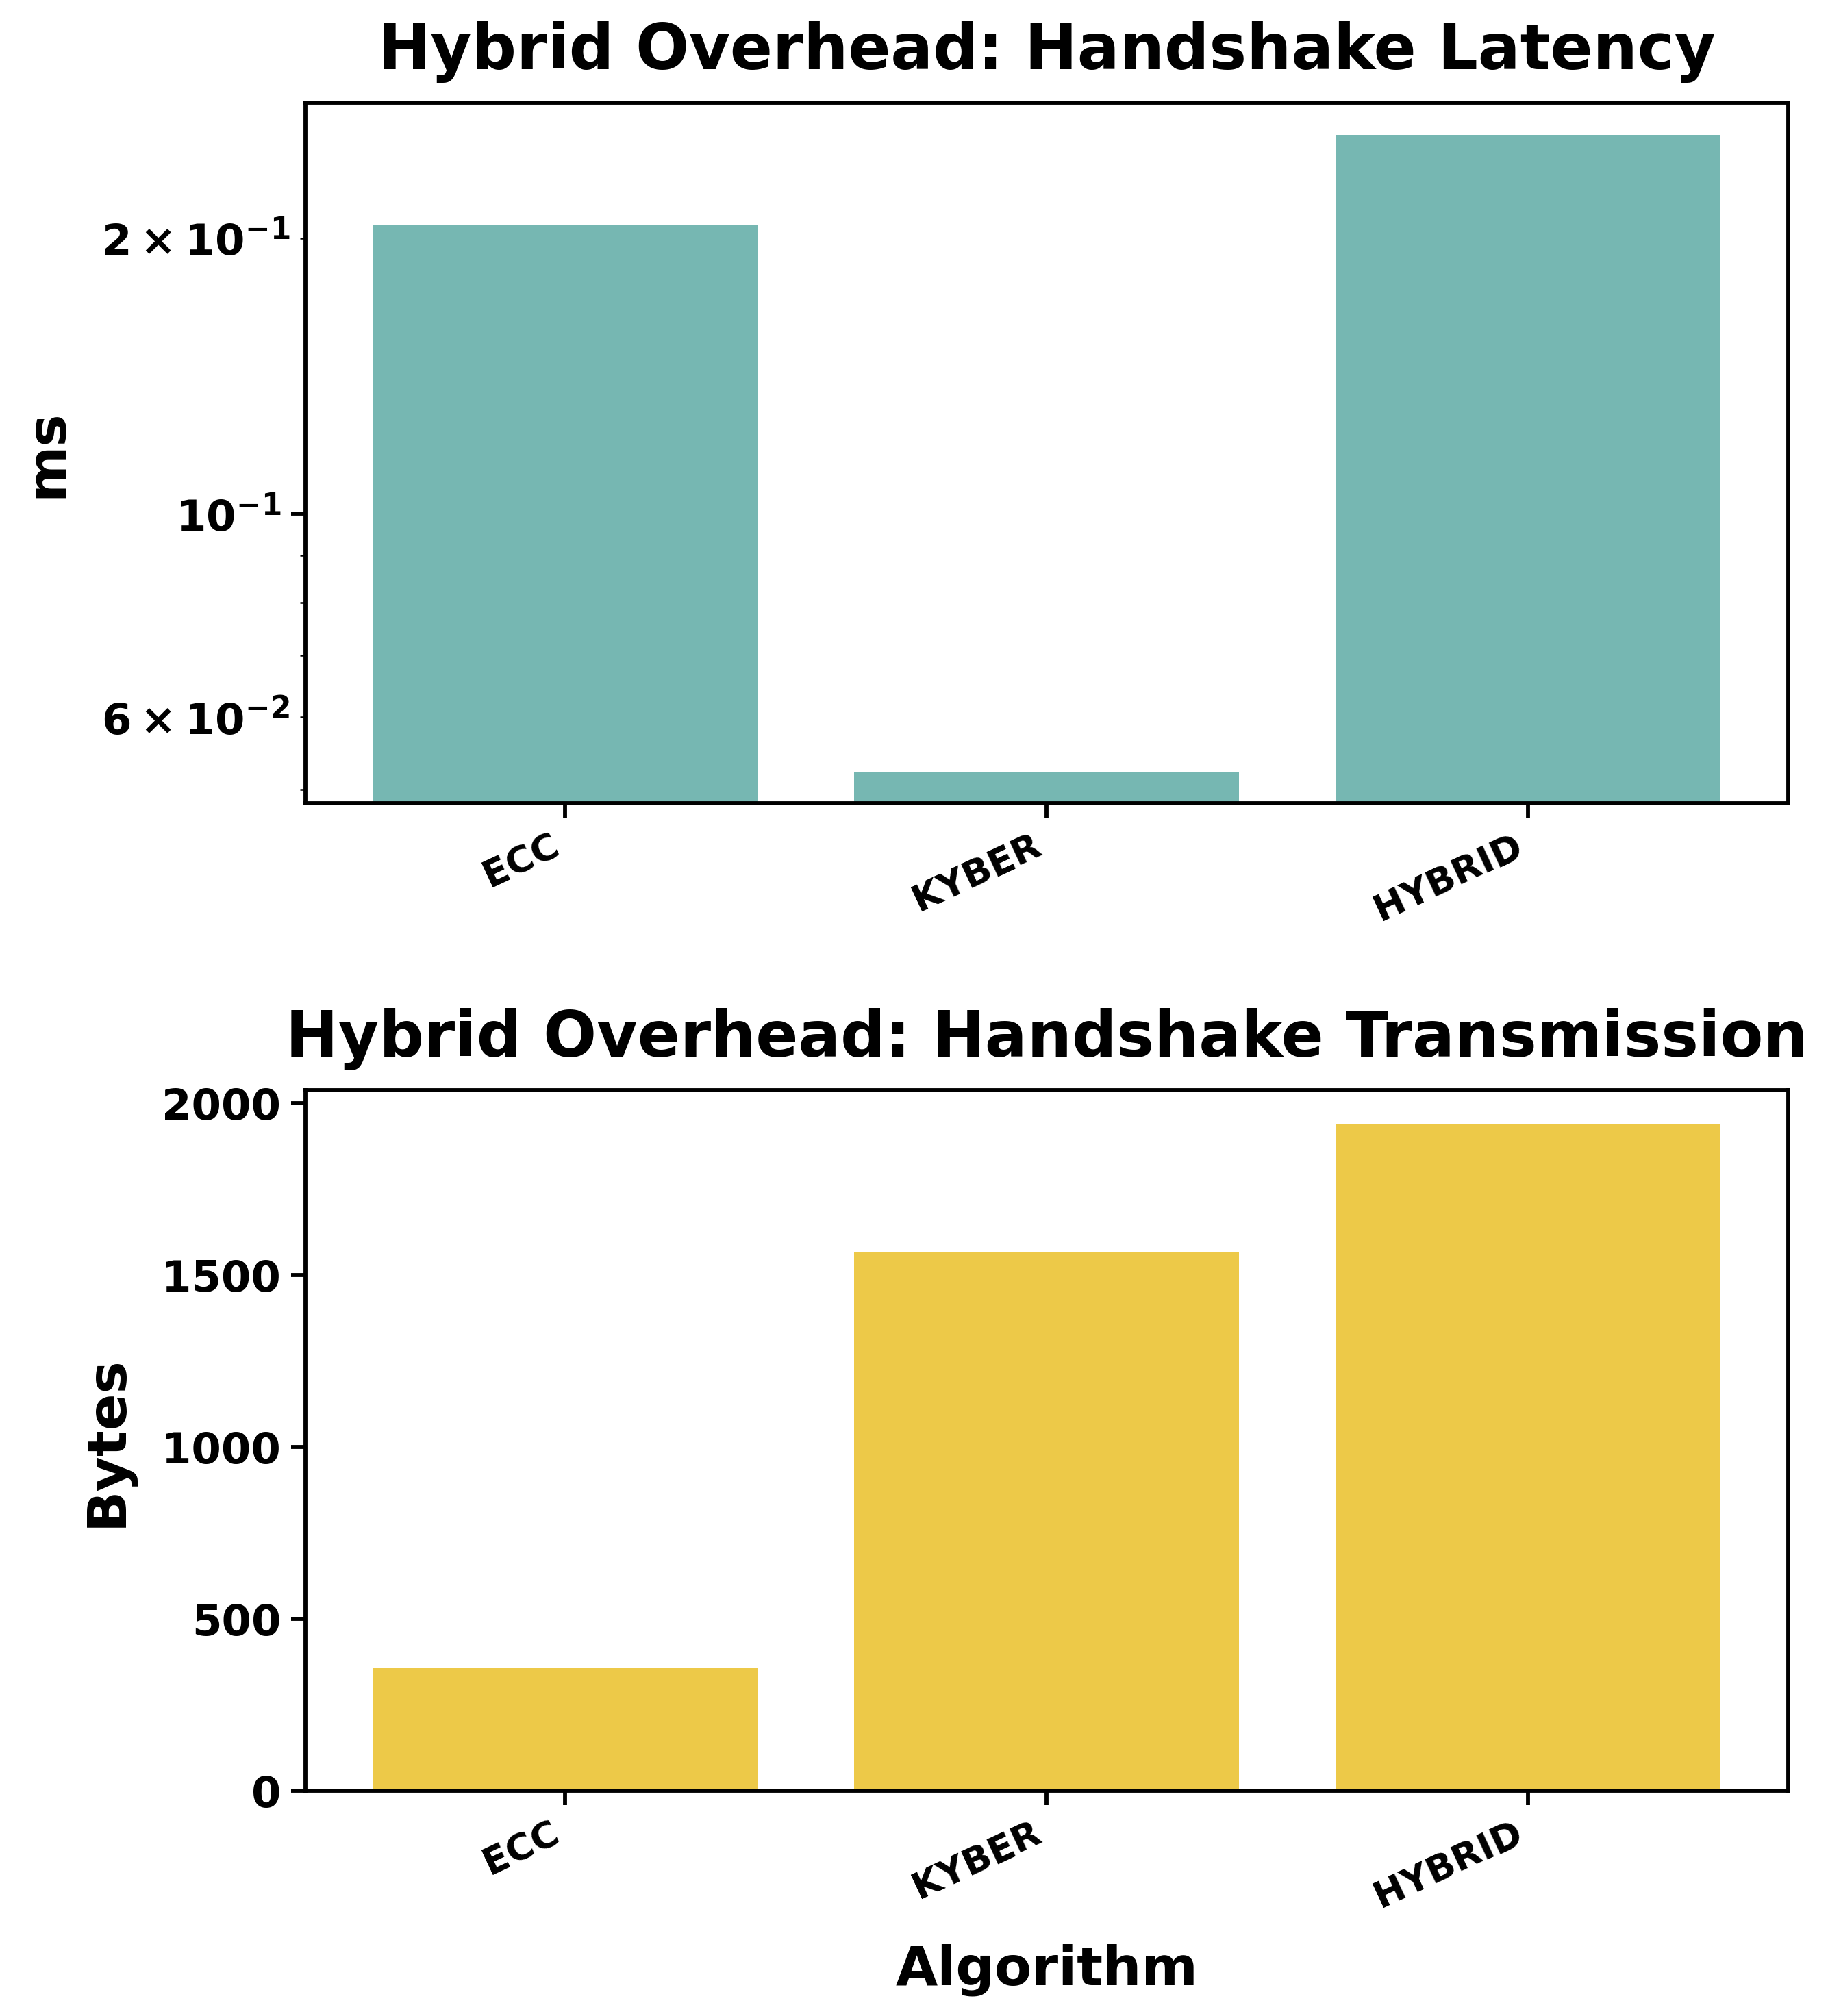 Hybrid Overhead: Handshake Latency
2 × 10⁻¹
10⁻¹
6 × 10⁻²
ms
ECC
KYBER
HYBRID
Hybrid Overhead: Handshake Transmission
2000
1500
1000
500
0
Bytes
ECC
KYBER
HYBRID
Algorithm